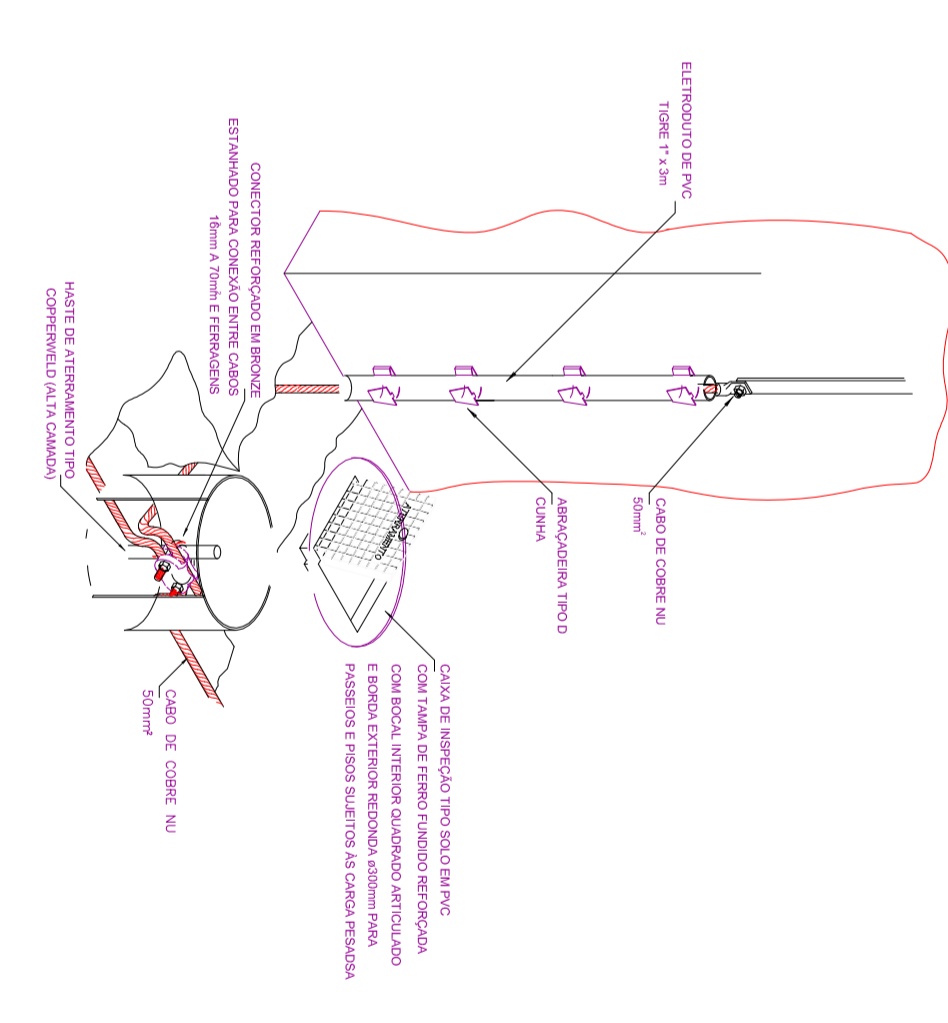 ELETRODUTO DE PVC
TIGRE 1" x 3m
CABO DE COBRE NU
50mm²
ABRAÇADEIRA TIPO D
CUNHA
CONECTOR REFORÇADO EM BRONZE
ESTANHADO PARA CONEXÃO ENTRE CABOS
16mm A 70mm² E FERRAGENS
HASTE DE ATERRAMENTO TIPO
COPPERWELD (ALTA CAMADA)
ATERRAMENTO
CAIXA DE INSPEÇÃO TIPO SOLO EM PVC
COM TAMPA DE FERRO FUNDIDO REFORÇADA
COM BOCAL INTERIOR QUADRADO ARTICULADO
E BORDA EXTERIOR REDONDA ø300mm PARA
PASSEIOS E PISOS SUJEITOS ÀS CARGA PESADSA
CABO DE COBRE NU
50mm²